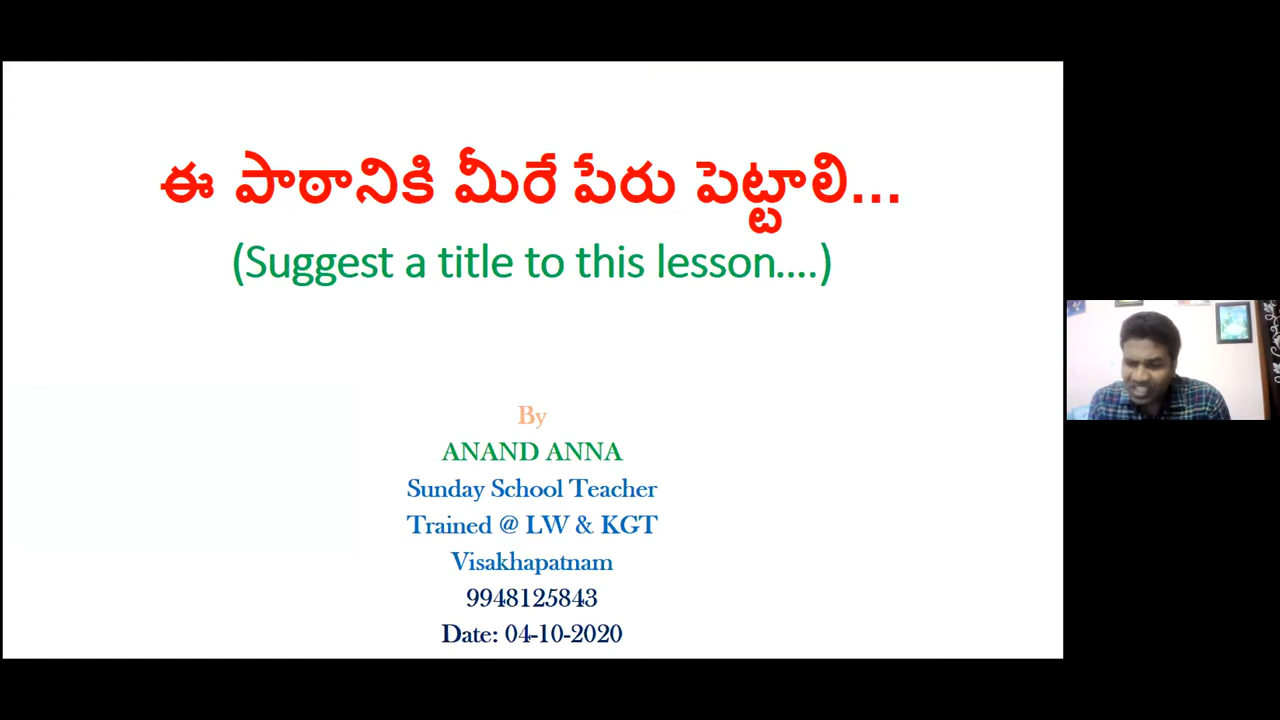 ఈ పాఠానికి మీరే పేరు పెట్టాలి...
(Suggest a title to this lesson....)
By
ANAND ANNA
Sunday School Teacher
Trained @ LW & KGT
Visakhapatnam
9948125843
Date: 04-10-2020